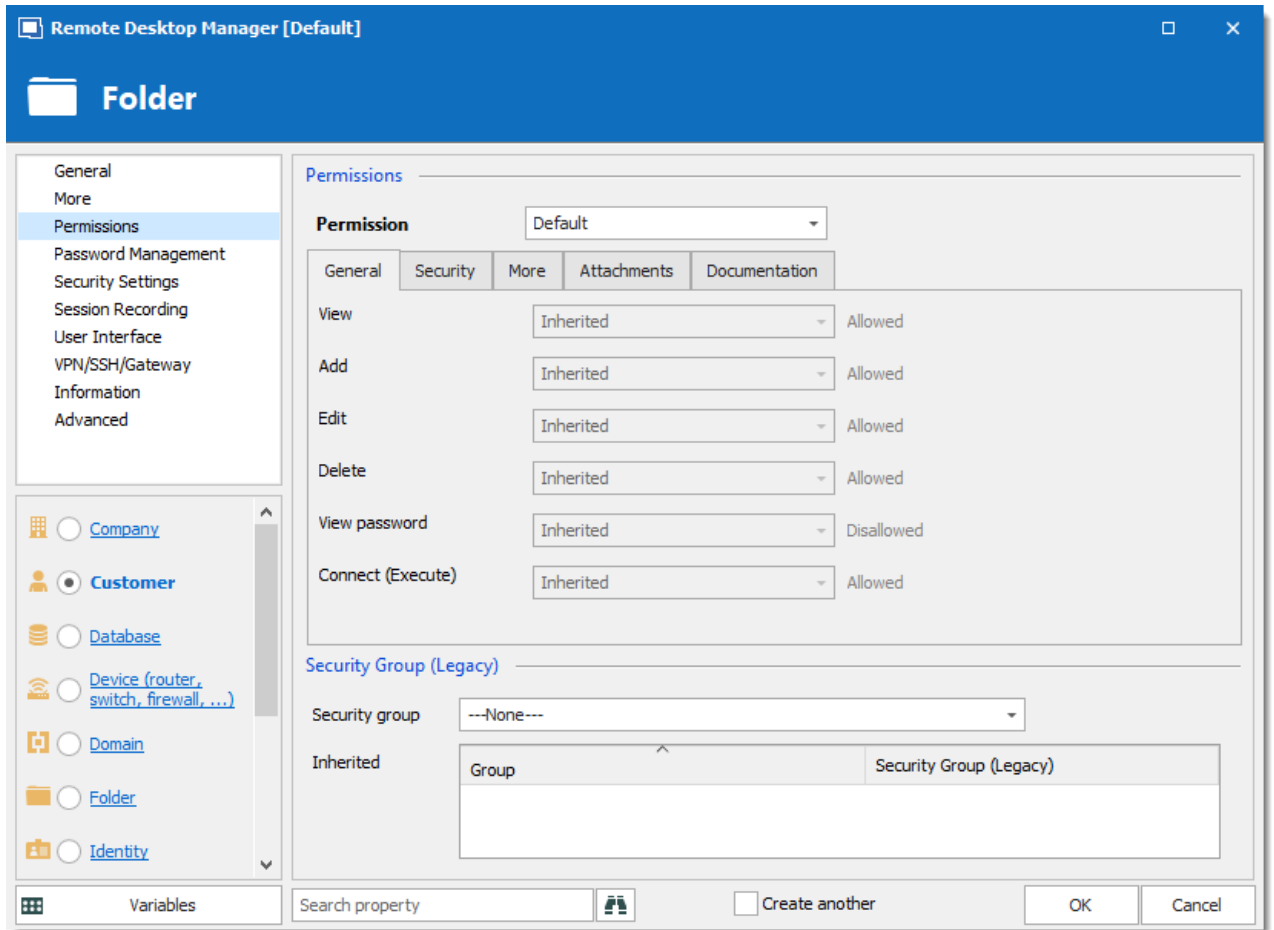 Remote Desktop Manager [Default]
Folder
General
More
Permissions
Password Management
Security Settings
Session Recording
User Interface
VPN/SSH/Gateway
Information
Advanced
Company
Customer
Database
Device (router,
switch, firewall, ...)
Domain
Folder
Identity
Variables
Permissions
Permission Default
General Security More Attachments Documentation
View Inherited Allowed
Add Inherited Allowed
Edit Inherited Allowed
Delete Inherited Allowed
View password Inherited Disallowed
Connect (Execute) Inherited Allowed
Security Group (Legacy)
Security group ---None---
Inherited Group Security Group (Legacy)
Search property Create another OK Cancel